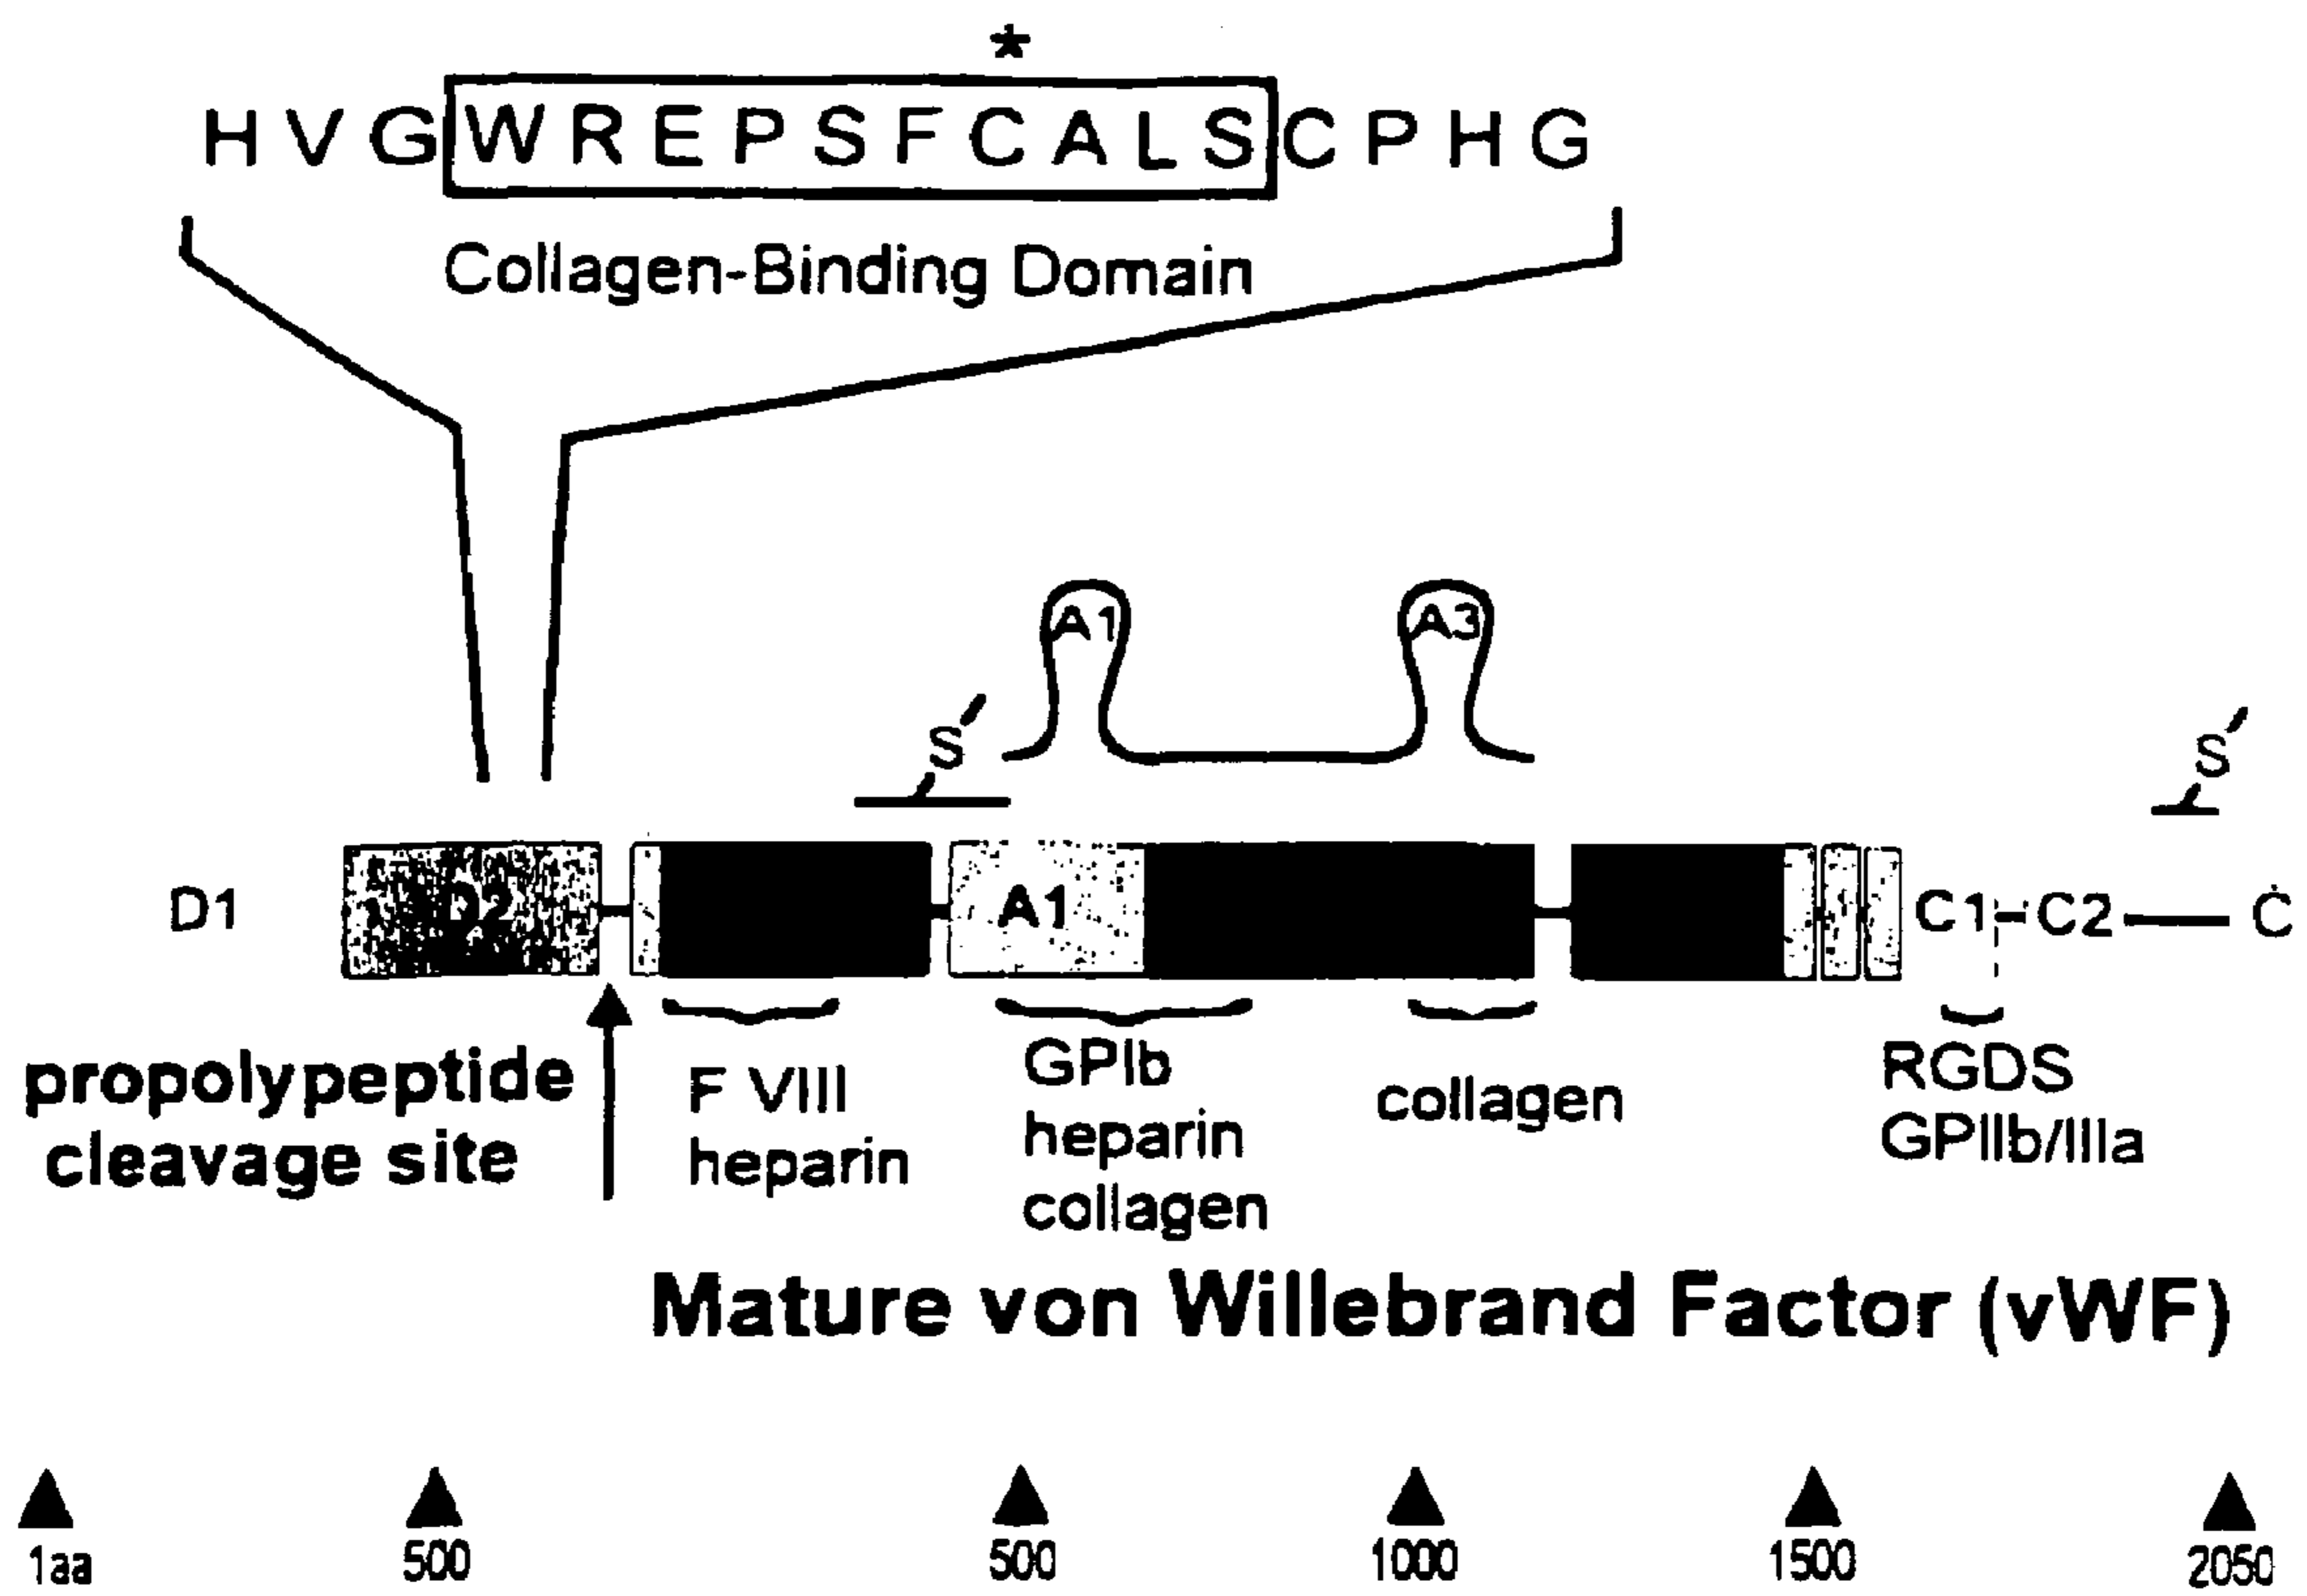 *
H V G W R E P S F C A L S C P H G
Collagen-Binding Domain
A1 A3
S S
D1 D2 A1 C1 C2 C
propolypeptide
cleavage site
F VIII
heparin
GPIb
heparin
collagen
collagen
RGDS
GPIIb/IIIa
Mature von Willebrand Factor (vWF)
1aa 500 500 1000 1500 2050